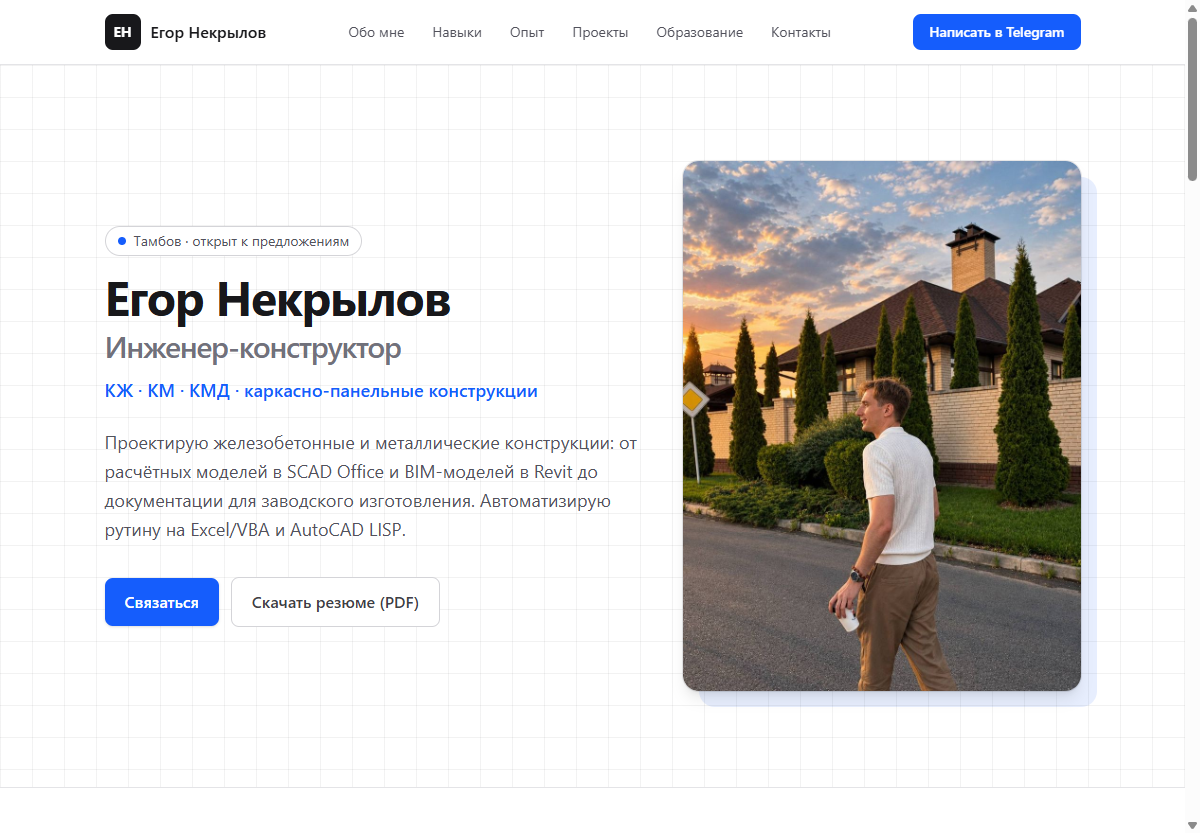 ЕН Егор Некрылов Обо мне Навыки Опыт Проекты Образование Контакты Написать в Telegram
Тамбов · открыт к предложениям
Егор Некрылов
Инженер-конструктор
КЖ · КМ · КМД · каркасно-панельные конструкции
Проектирую железобетонные и металлические конструкции: от
расчётных моделей в SCAD Office и BIM-моделей в Revit до
документации для заводского изготовления. Автоматизирую
рутину на Excel/VBA и AutoCAD LISP.
Связаться Скачать резюме (PDF)